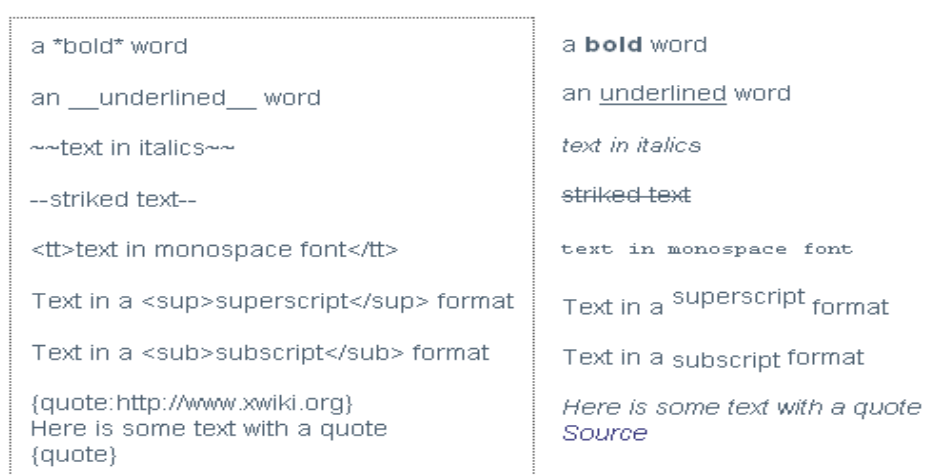 a *bold* word
an __underlined__ word
~~text in italics~~
--striked text--
<tt>text in monospace font</tt>
Text in a <sup>superscript</sup> format
Text in a <sub>subscript</sub> format
{quote:http://www.xwiki.org}
Here is some text with a quote
{quote}
a bold word
an underlined word
text in italics
striked text
text in monospace font
Text in a superscript format
Text in a subscript format
Here is some text with a quote
Source